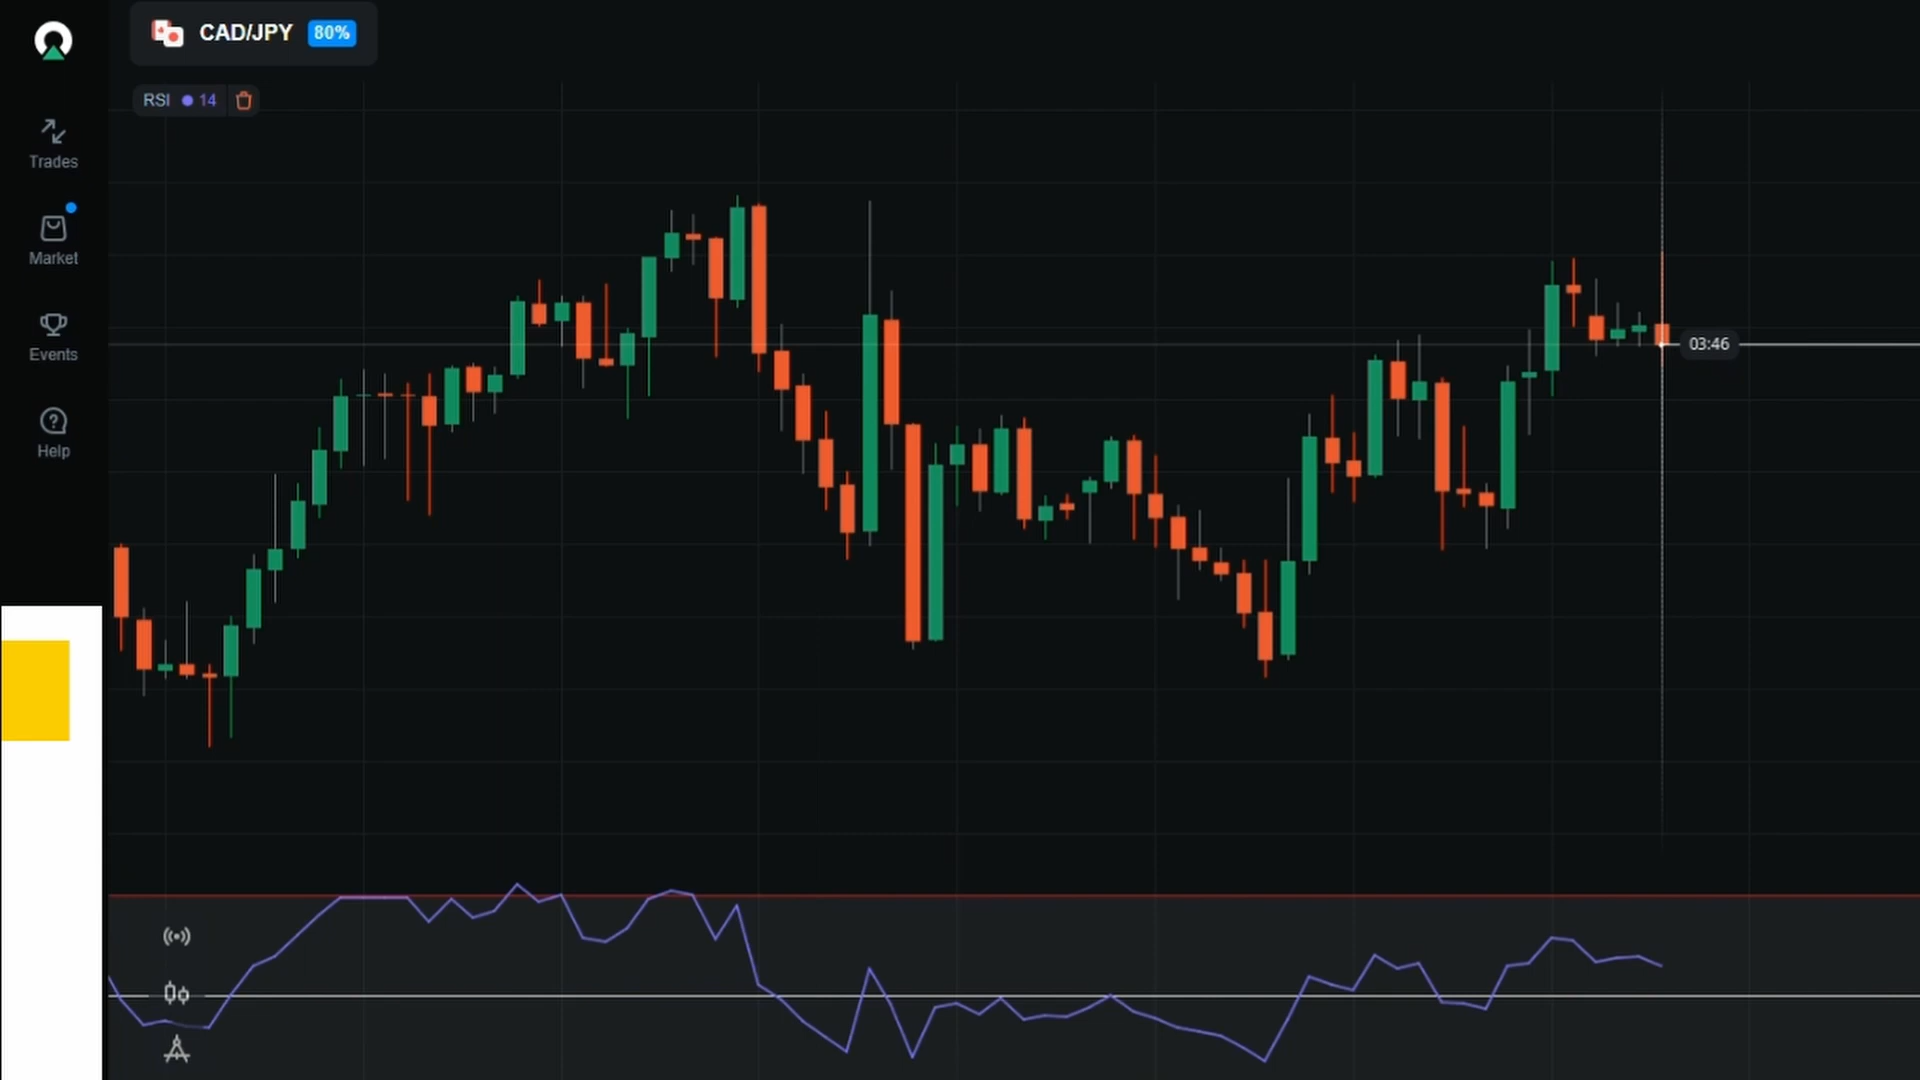 CAD/JPY 80%
RSI 14
Trades
Market
Events
Help
03:46